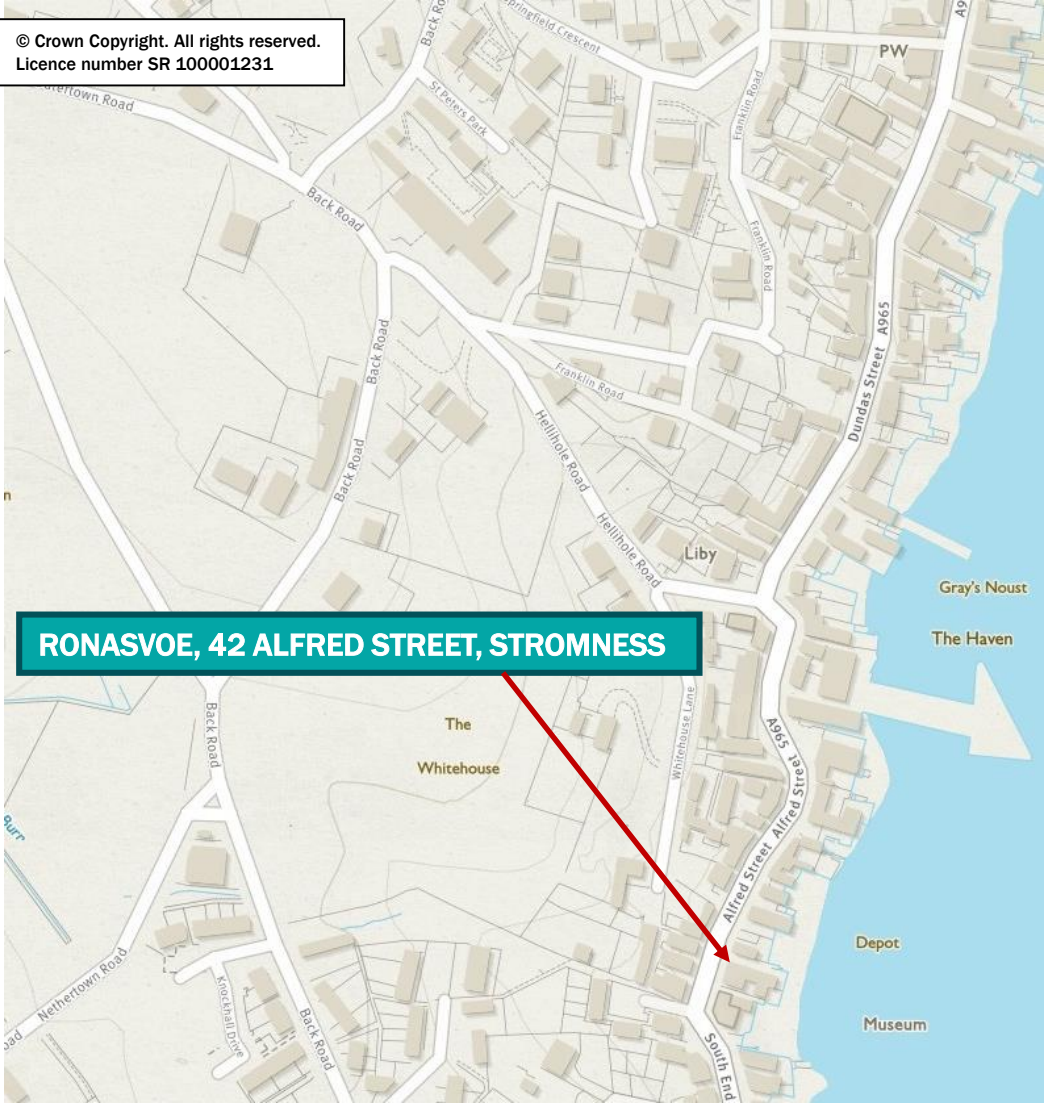 © Crown Copyright. All rights reserved.
Licence number SR 100001231
Springfield Crescent
PW
St Peters Park
Franklin Road
Back Road
Franklin Road
Back Road
Dundas Street A965
Franklin Road
Hellihole Road
Back Road
Hellihole Road
Liby
Gray's Noust
The Haven
RONASVOE, 42 ALFRED STREET, STROMNESS
Back Road
The
Whitehouse
Whitehouse Lane
A965
Alfred Street
Alfred Street
Burr
Depot
Nethertown Road
Knockhall Drive
Back Road
Museum
South End